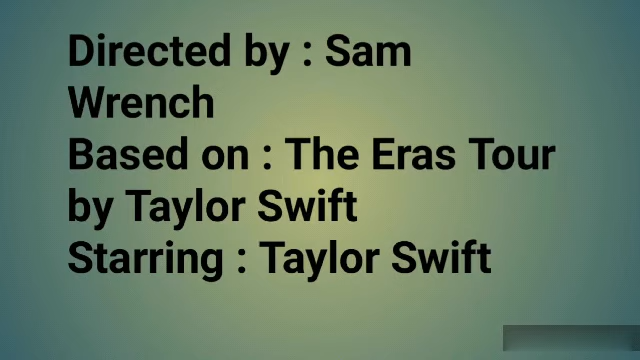 Directed by : Sam
Wrench
Based on : The Eras Tour
by Taylor Swift
Starring : Taylor Swift